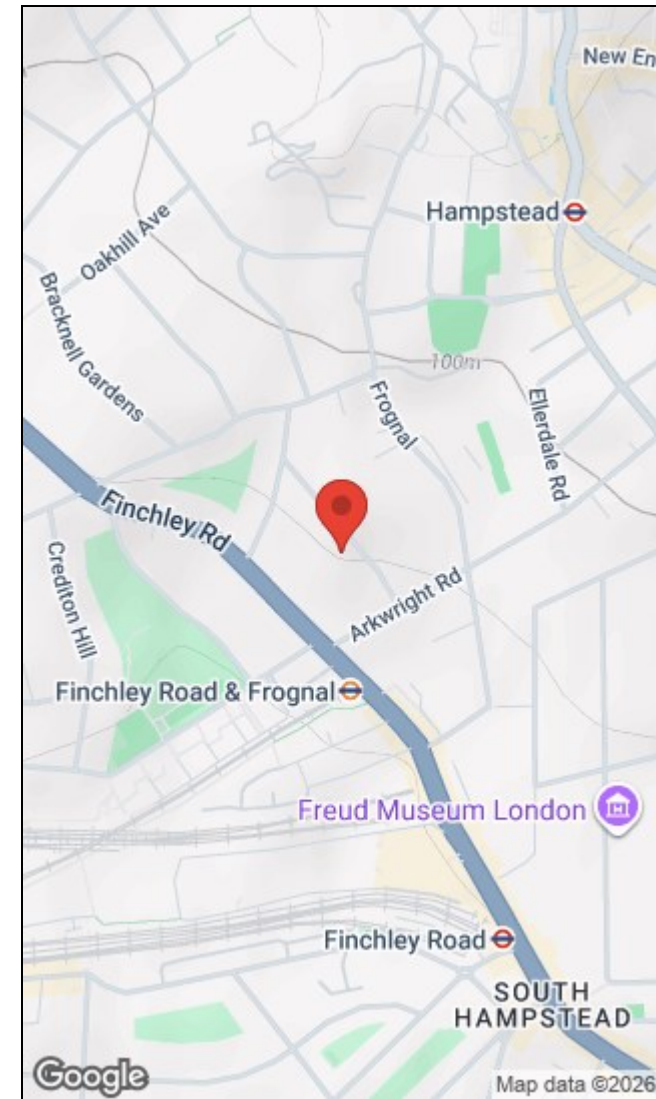 New En
Hampstead
Oakhill Ave
Bracknell Gardens
100m
Frognal
Ellerdale Rd
Finchley Rd
Crediton Hill
Arkwright Rd
Finchley Road & Frognal
Freud Museum London
Finchley Road
SOUTH
HAMPSTEAD
Google
Map data ©2026